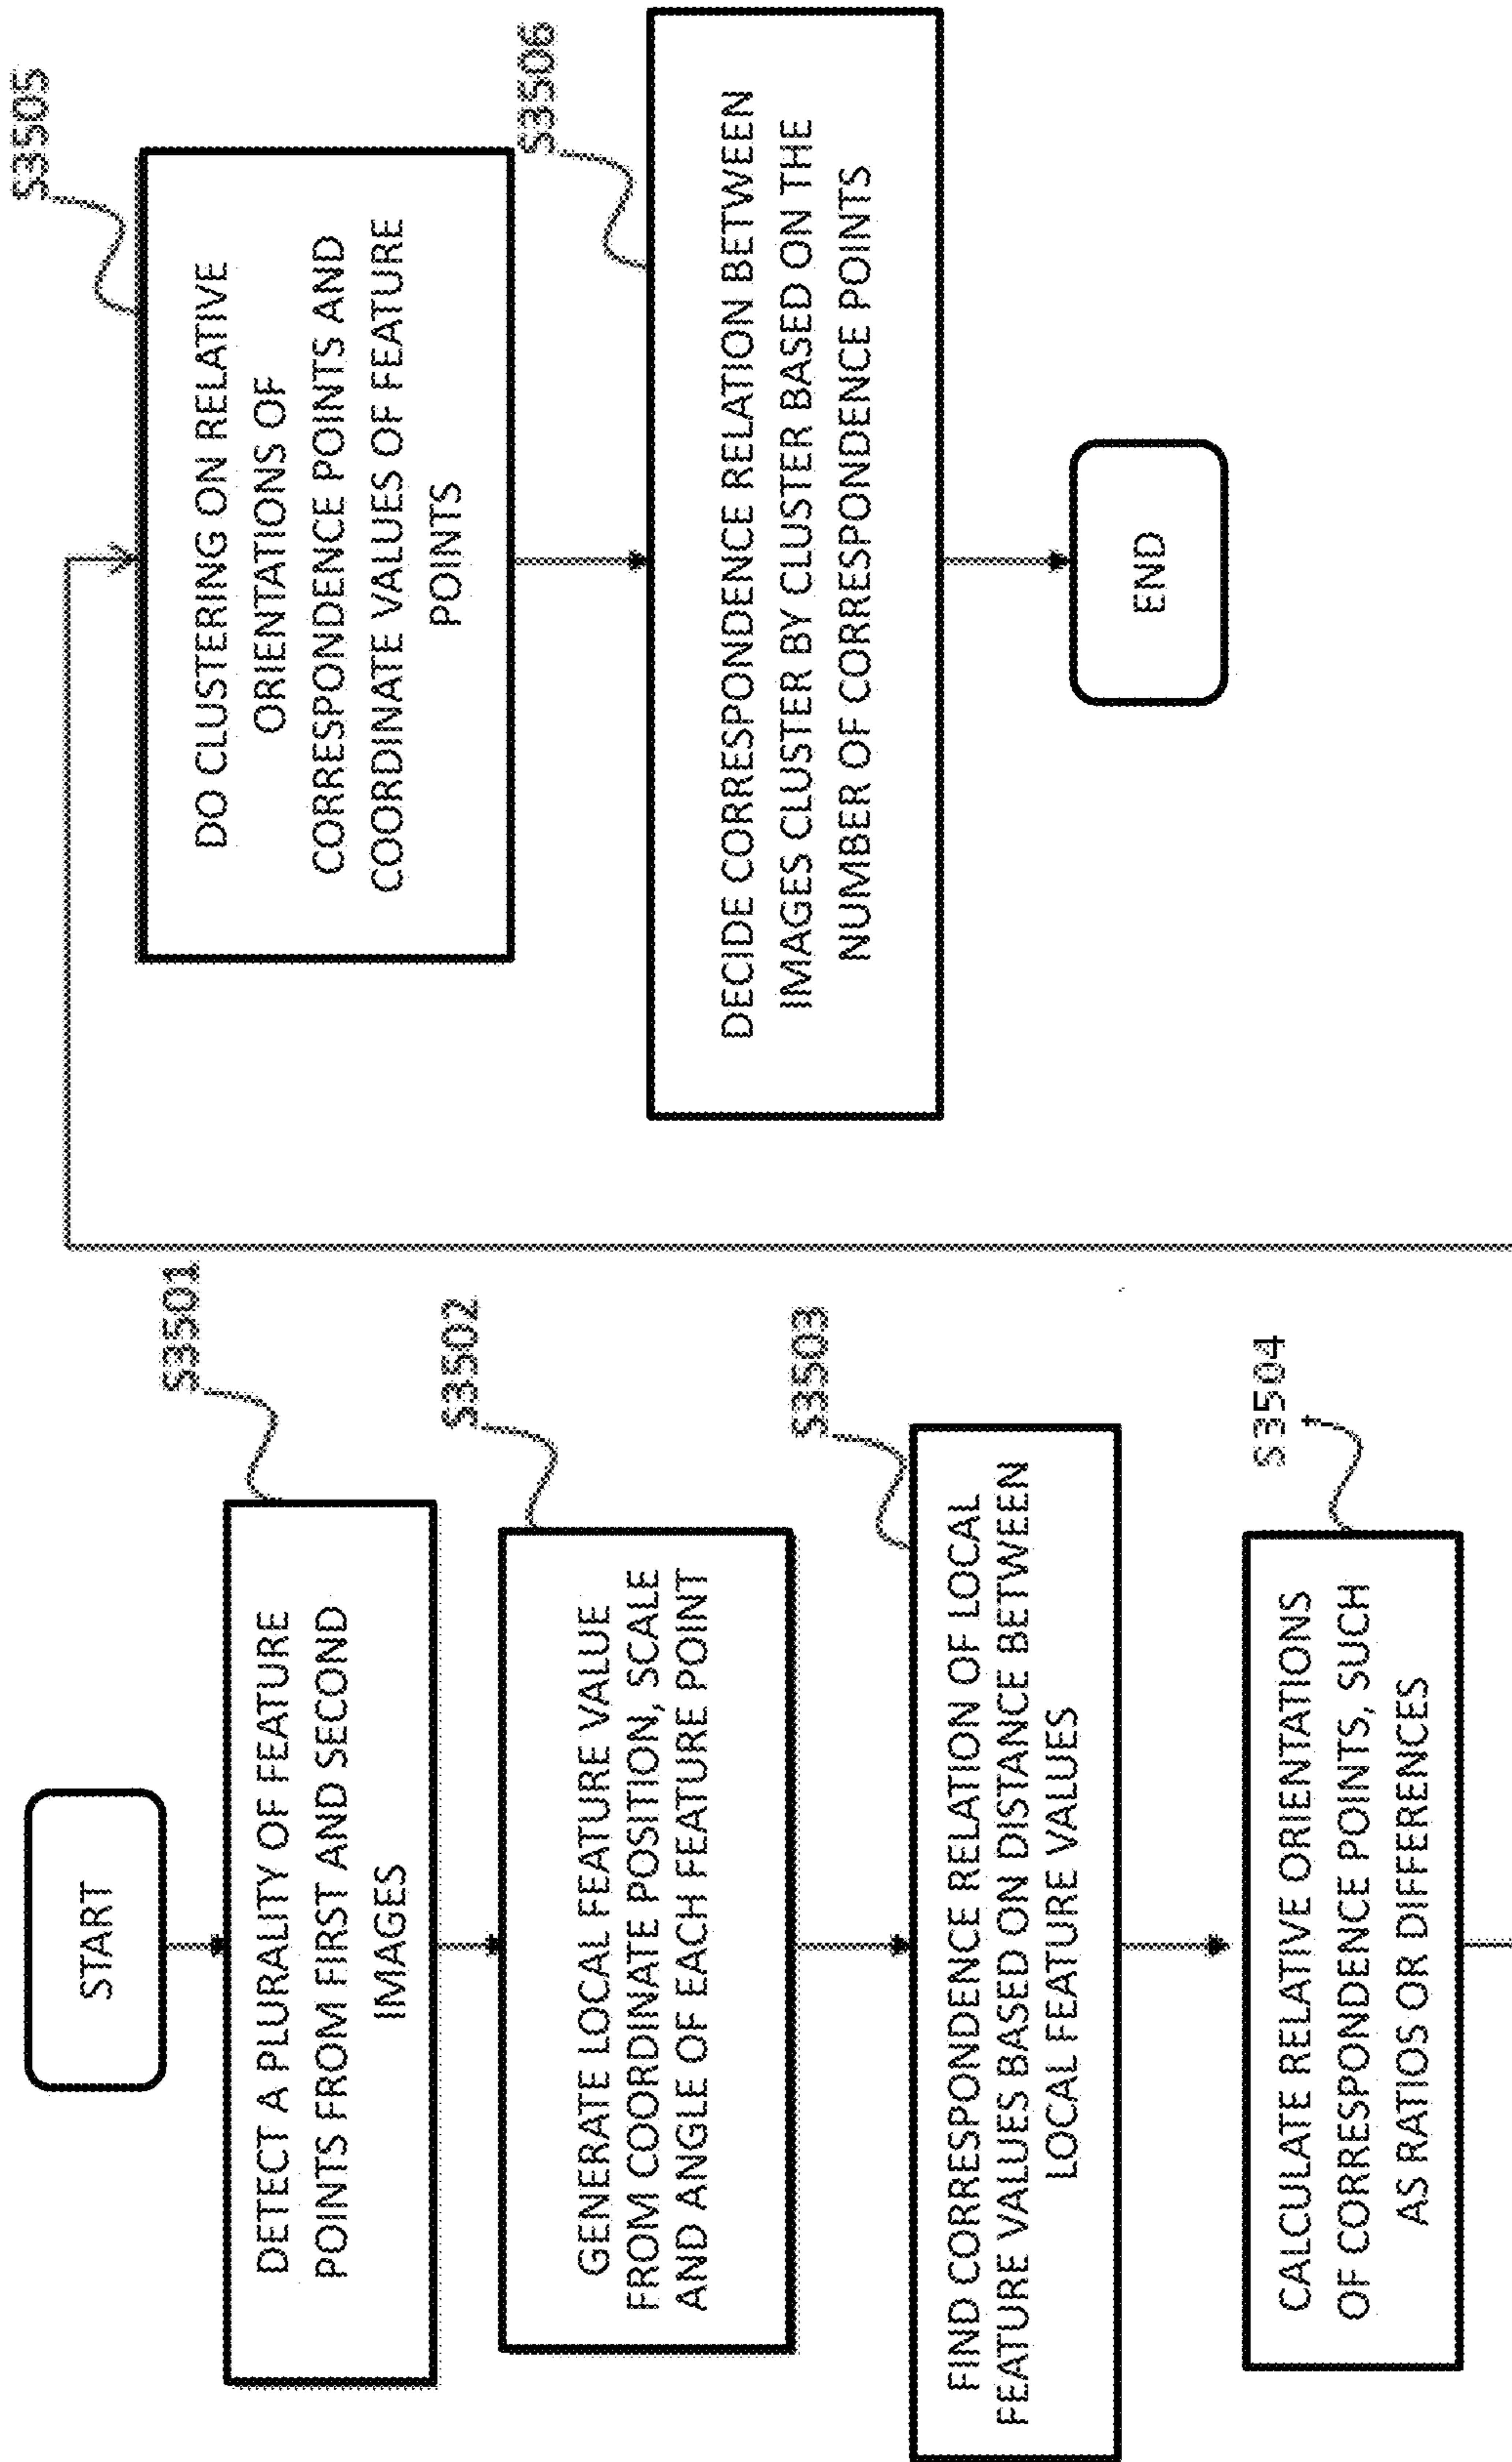 START
S3501
DETECT A PLURALITY OF FEATURE
POINTS FROM FIRST AND SECOND
IMAGES
S3502
GENERATE LOCAL FEATURE VALUE
FROM COORDINATE POSITION, SCALE
AND ANGLE OF EACH FEATURE POINT
S3503
FIND CORRESPONDENCE RELATION OF LOCAL
FEATURE VALUES BASED ON DISTANCE BETWEEN
LOCAL FEATURE VALUES
S3504
CALCULATE RELATIVE ORIENTATIONS
OF CORRESPONDENCE POINTS, SUCH
AS RATIOS OR DIFFERENCES
S3505
DO CLUSTERING ON RELATIVE
ORIENTATIONS OF
CORRESPONDENCE POINTS AND
COORDINATE VALUES OF FEATURE
POINTS
S3506
DECIDE CORRESPONDENCE RELATION BETWEEN
IMAGES CLUSTER BY CLUSTER BASED ON THE
NUMBER OF CORRESPONDENCE POINTS
END